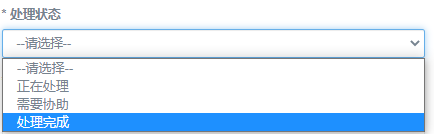 * 处理状态
--请选择--
--请选择--
正在处理
需要协助
处理完成